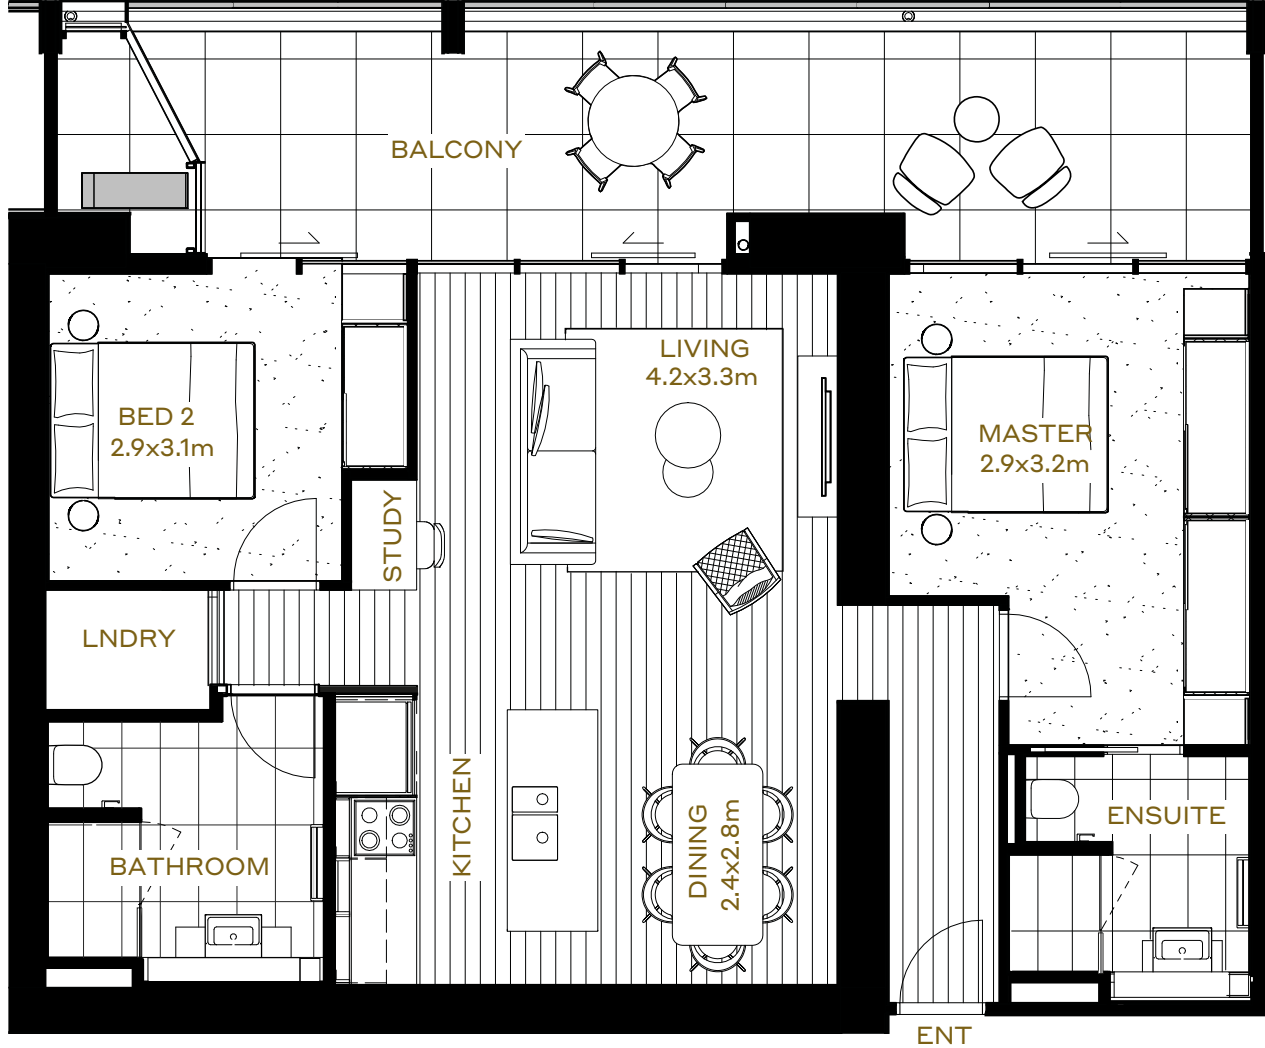 BALCONY
LIVING
4.2x3.3m
BED 2
2.9x3.1m
MASTER
2.9x3.2m
STUDY
LNDRY
KITCHEN
DINING
2.4x2.8m
ENSUITE
BATHROOM
ENT